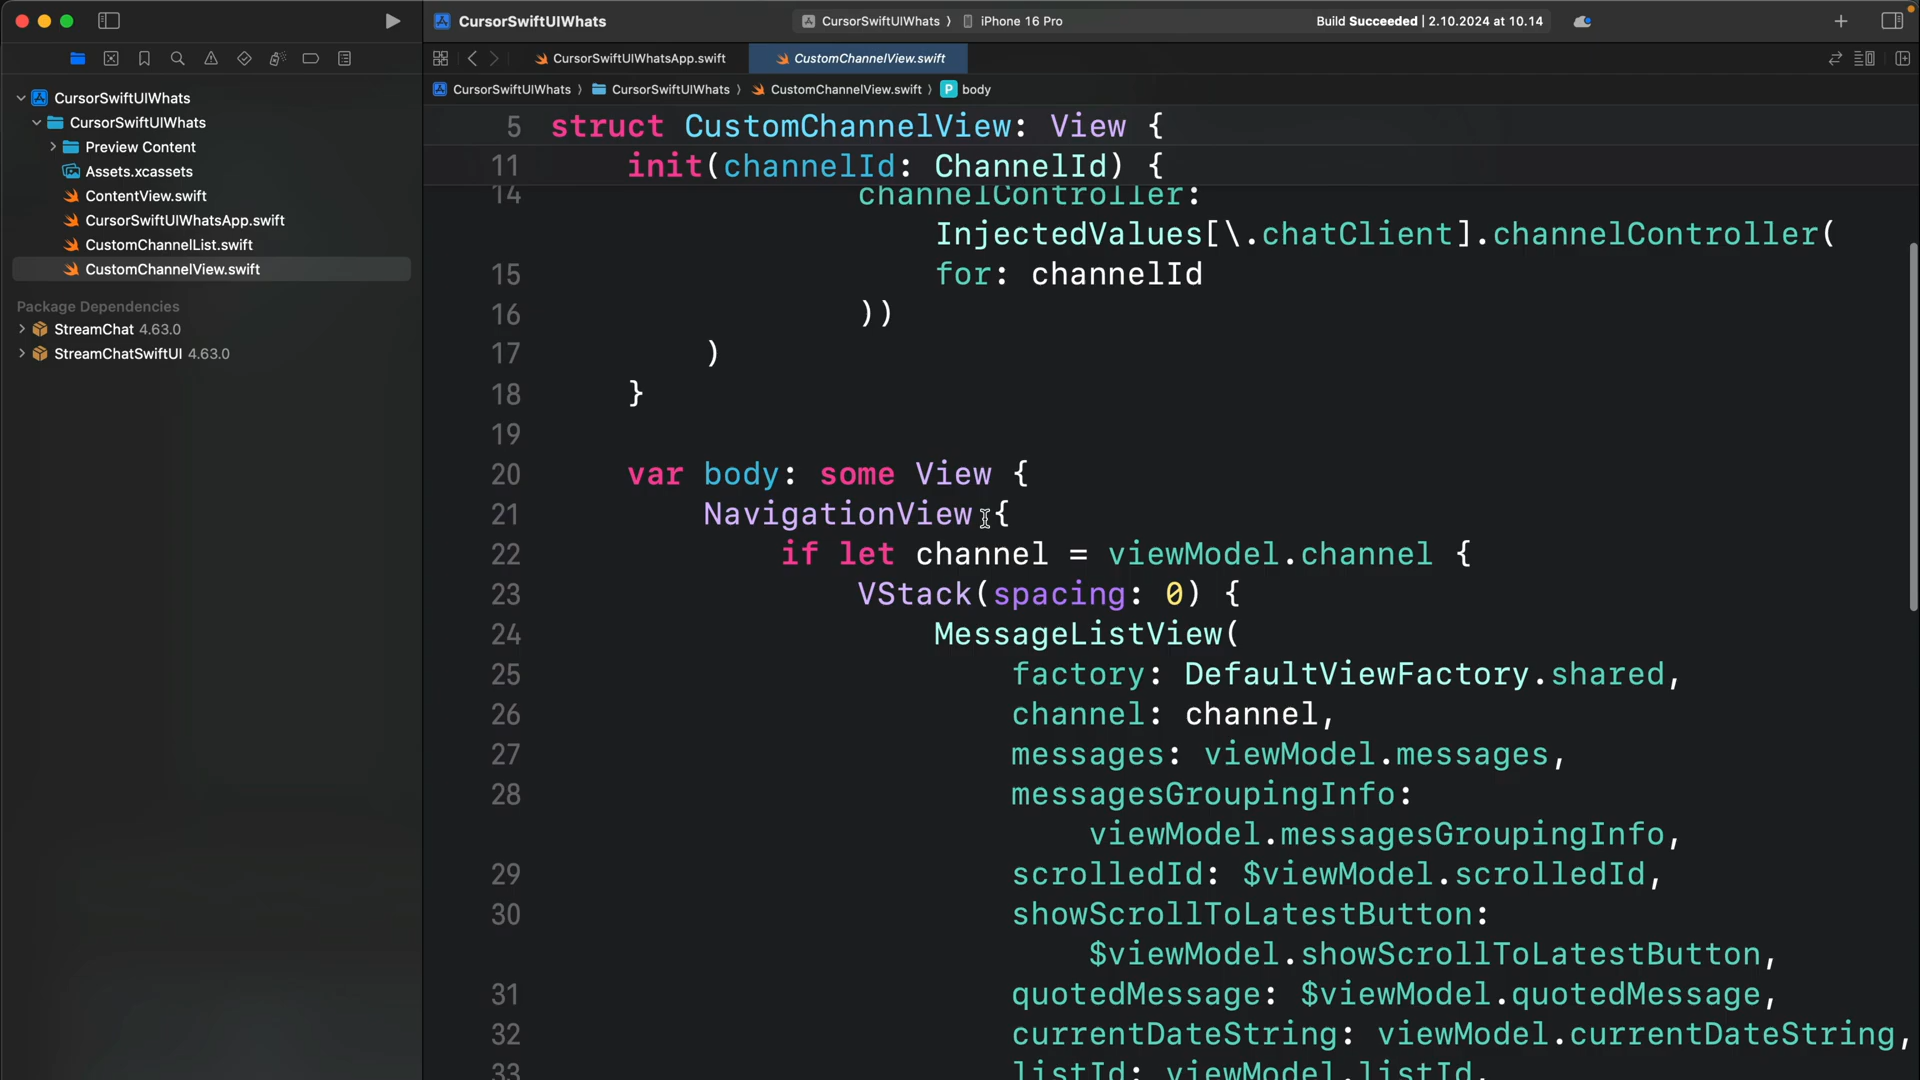 CursorSwiftUIWhats
CursorSwiftUIWhats 〉 iPhone 16 Pro
Build Succeeded | 2.10.2024 at 10.14
CursorSwiftUIWhatsApp.swift
CustomChannelView.swift
CursorSwiftUIWhats 〉 CursorSwiftUIWhats 〉 CustomChannelView.swift 〉 P body
CursorSwiftUIWhats
CursorSwiftUIWhats
Preview Content
Assets.xcassets
ContentView.swift
CursorSwiftUIWhatsApp.swift
CustomChannelList.swift
CustomChannelView.swift
Package Dependencies
StreamChat 4.63.0
StreamChatSwiftUI 4.63.0
5 struct CustomChannelView: View {
11 init(channelId: ChannelId) {
14 channelController:
InjectedValues[\.chatClient].channelController(
15 for: channelId
16 ))
17 )
18 }
19
20 var body: some View {
21 NavigationView {
22 if let channel = viewModel.channel {
23 VStack(spacing: 0) {
24 MessageListView(
25 factory: DefaultViewFactory.shared,
26 channel: channel,
27 messages: viewModel.messages,
28 messagesGroupingInfo:
viewModel.messagesGroupingInfo,
29 scrolledId: $viewModel.scrolledId,
30 showScrollToLatestButton:
$viewModel.showScrollToLatestButton,
31 quotedMessage: $viewModel.quotedMessage,
32 currentDateString: viewModel.currentDateString,
33 listId: viewModel.listId,